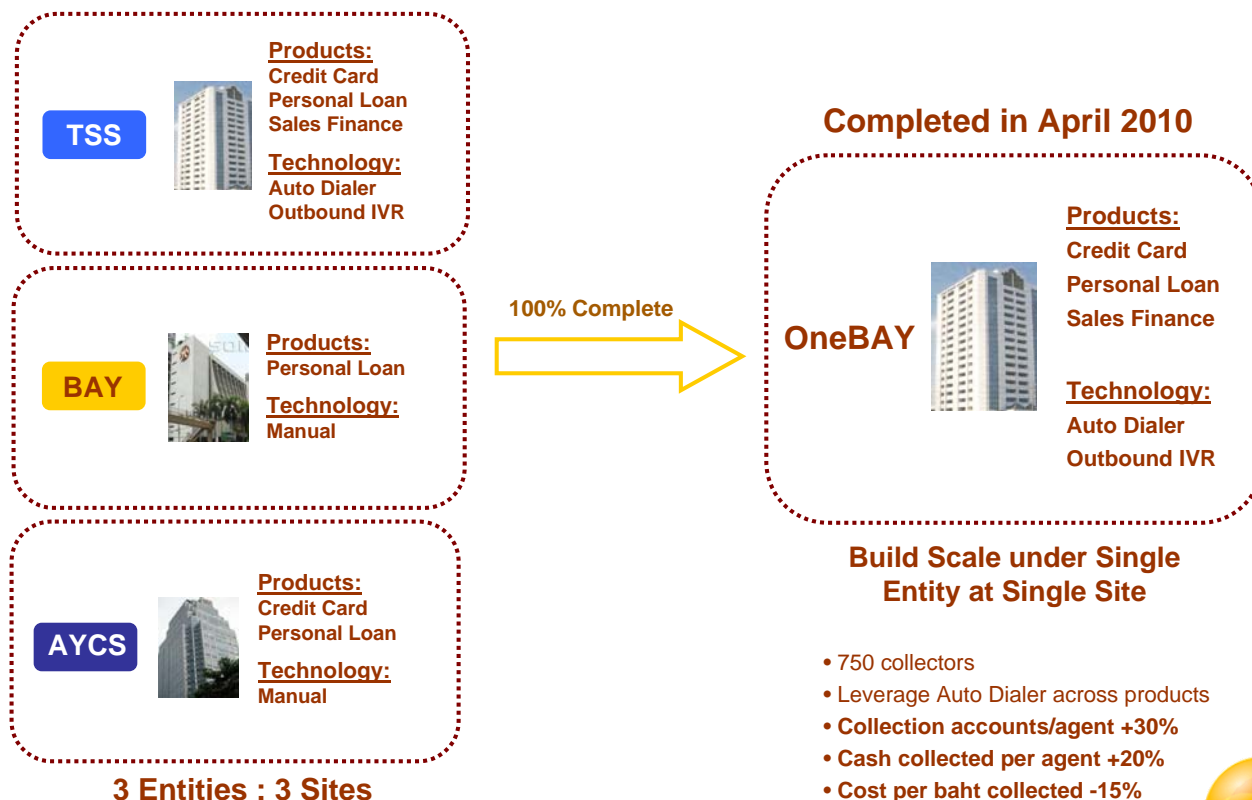 TSS
Products:
Credit Card
Personal Loan
Sales Finance
Technology:
Auto Dialer
Outbound IVR
BAY
Products:
Personal Loan
Technology:
Manual
AYCS
Products:
Credit Card
Personal Loan
Technology:
Manual
3 Entities : 3 Sites
100% Complete
Completed in April 2010
OneBAY
Products:
Credit Card
Personal Loan
Sales Finance
Technology:
Auto Dialer
Outbound IVR
Build Scale under Single
Entity at Single Site
• 750 collectors
• Leverage Auto Dialer across products
• Collection accounts/agent +30%
• Cash collected per agent +20%
• Cost per baht collected -15%